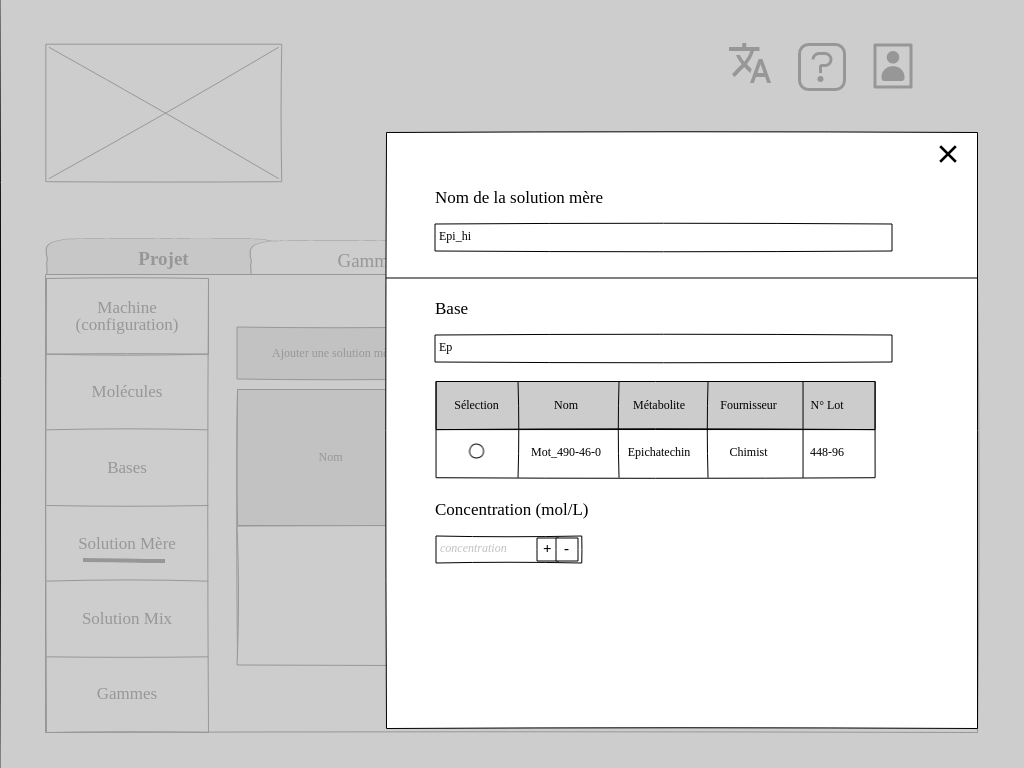 Projet
Gamm
Machine
(configuration)
Molécules
Bases
Solution Mère
Solution Mix
Gammes
Ajouter une solution mè
Nom
Nom de la solution mère
Epi_hi
Base
Ep
Sélection Nom Métabolite Fournisseur N° Lot
Mot_490-46-0 Epichatechin Chimist 448-96
Concentration (mol/L)
concentration + -